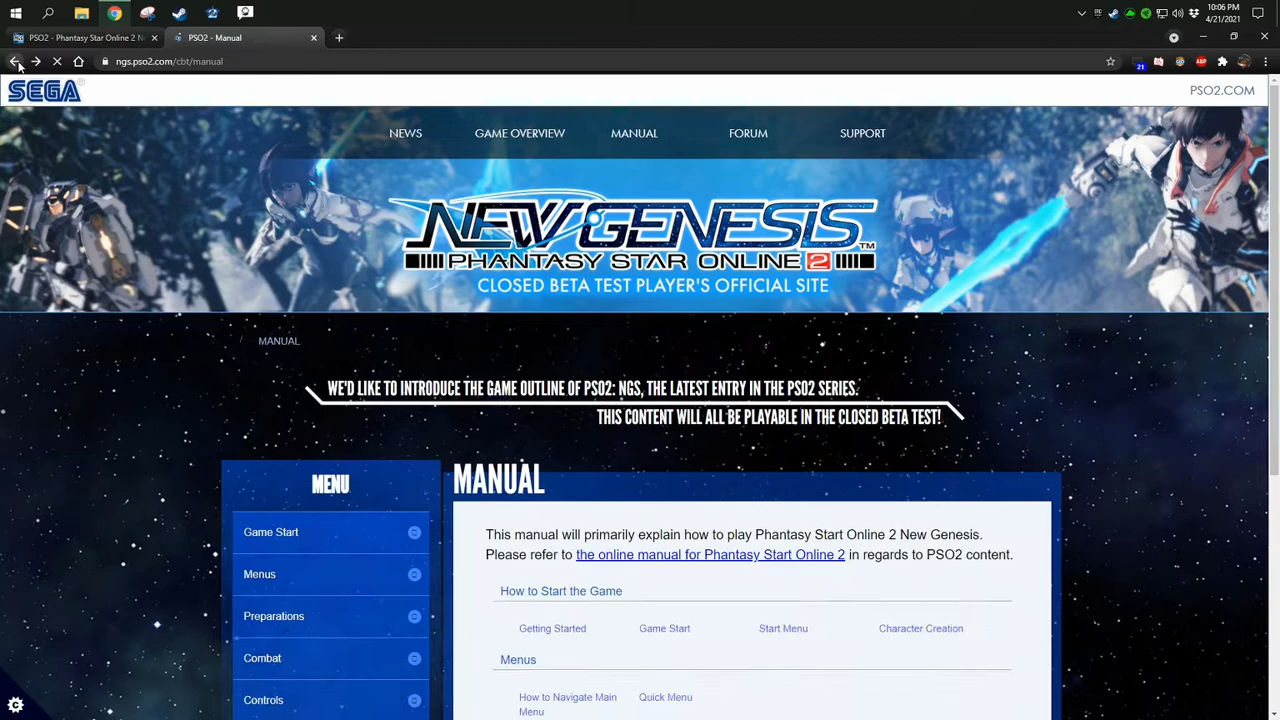 10:06 PM
4/21/2021
PSO2 - Phantasy Star Online 2 N
PSO2 - Manual
ngs.pso2.com/cbt/manual
21
ABP
SEGA
PSO2.COM
NEWS
GAME OVERVIEW
MANUAL
FORUM
SUPPORT
NEW GENESIS
PHANTASY STAR ONLINE 2
TM
CLOSED BETA TEST PLAYER'S OFFICIAL SITE
/ MANUAL
WE'D LIKE TO INTRODUCE THE GAME OUTLINE OF PSO2: NGS, THE LATEST ENTRY IN THE PSO2 SERIES.
THIS CONTENT WILL ALL BE PLAYABLE IN THE CLOSED BETA TEST!
MENU
Game Start
Menus
Preparations
Combat
Controls
MANUAL
This manual will primarily explain how to play Phantasy Start Online 2 New Genesis.
Please refer to the online manual for Phantasy Start Online 2 in regards to PSO2 content.
How to Start the Game
Getting Started
Game Start
Start Menu
Character Creation
Menus
How to Navigate Main
Menu
Quick Menu